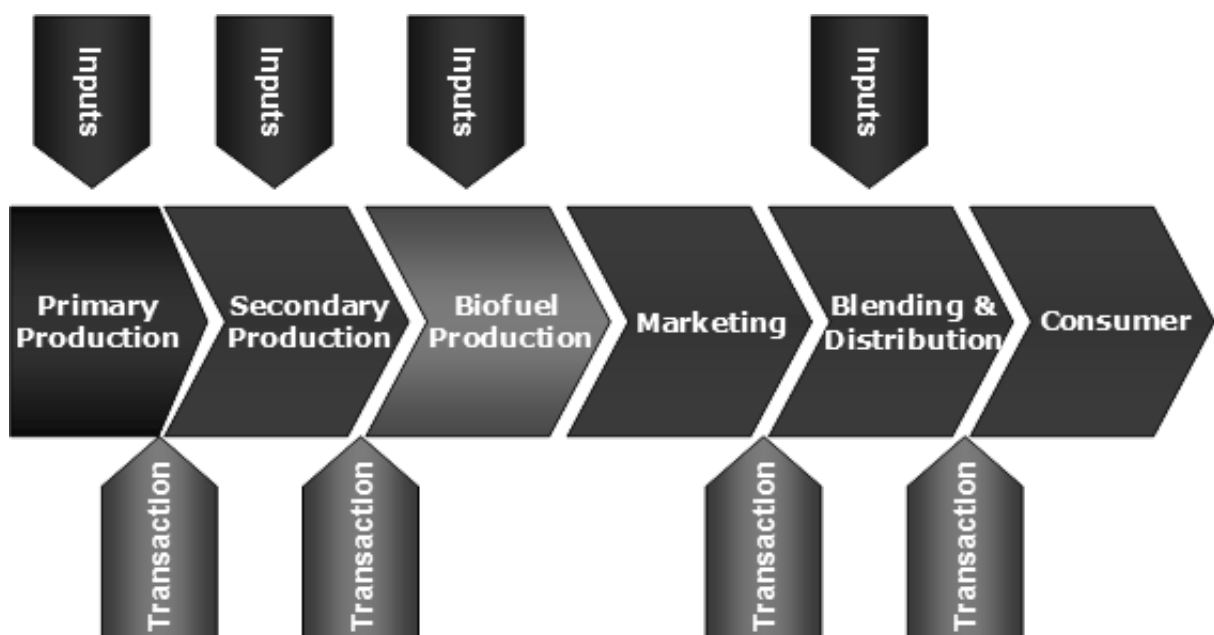 Inputs
Inputs
Inputs
Inputs
Primary
Production
Secondary
Production
Biofuel
Production
Marketing
Blending &
Distribution
Consumer
Transaction
Transaction
Transaction
Transaction